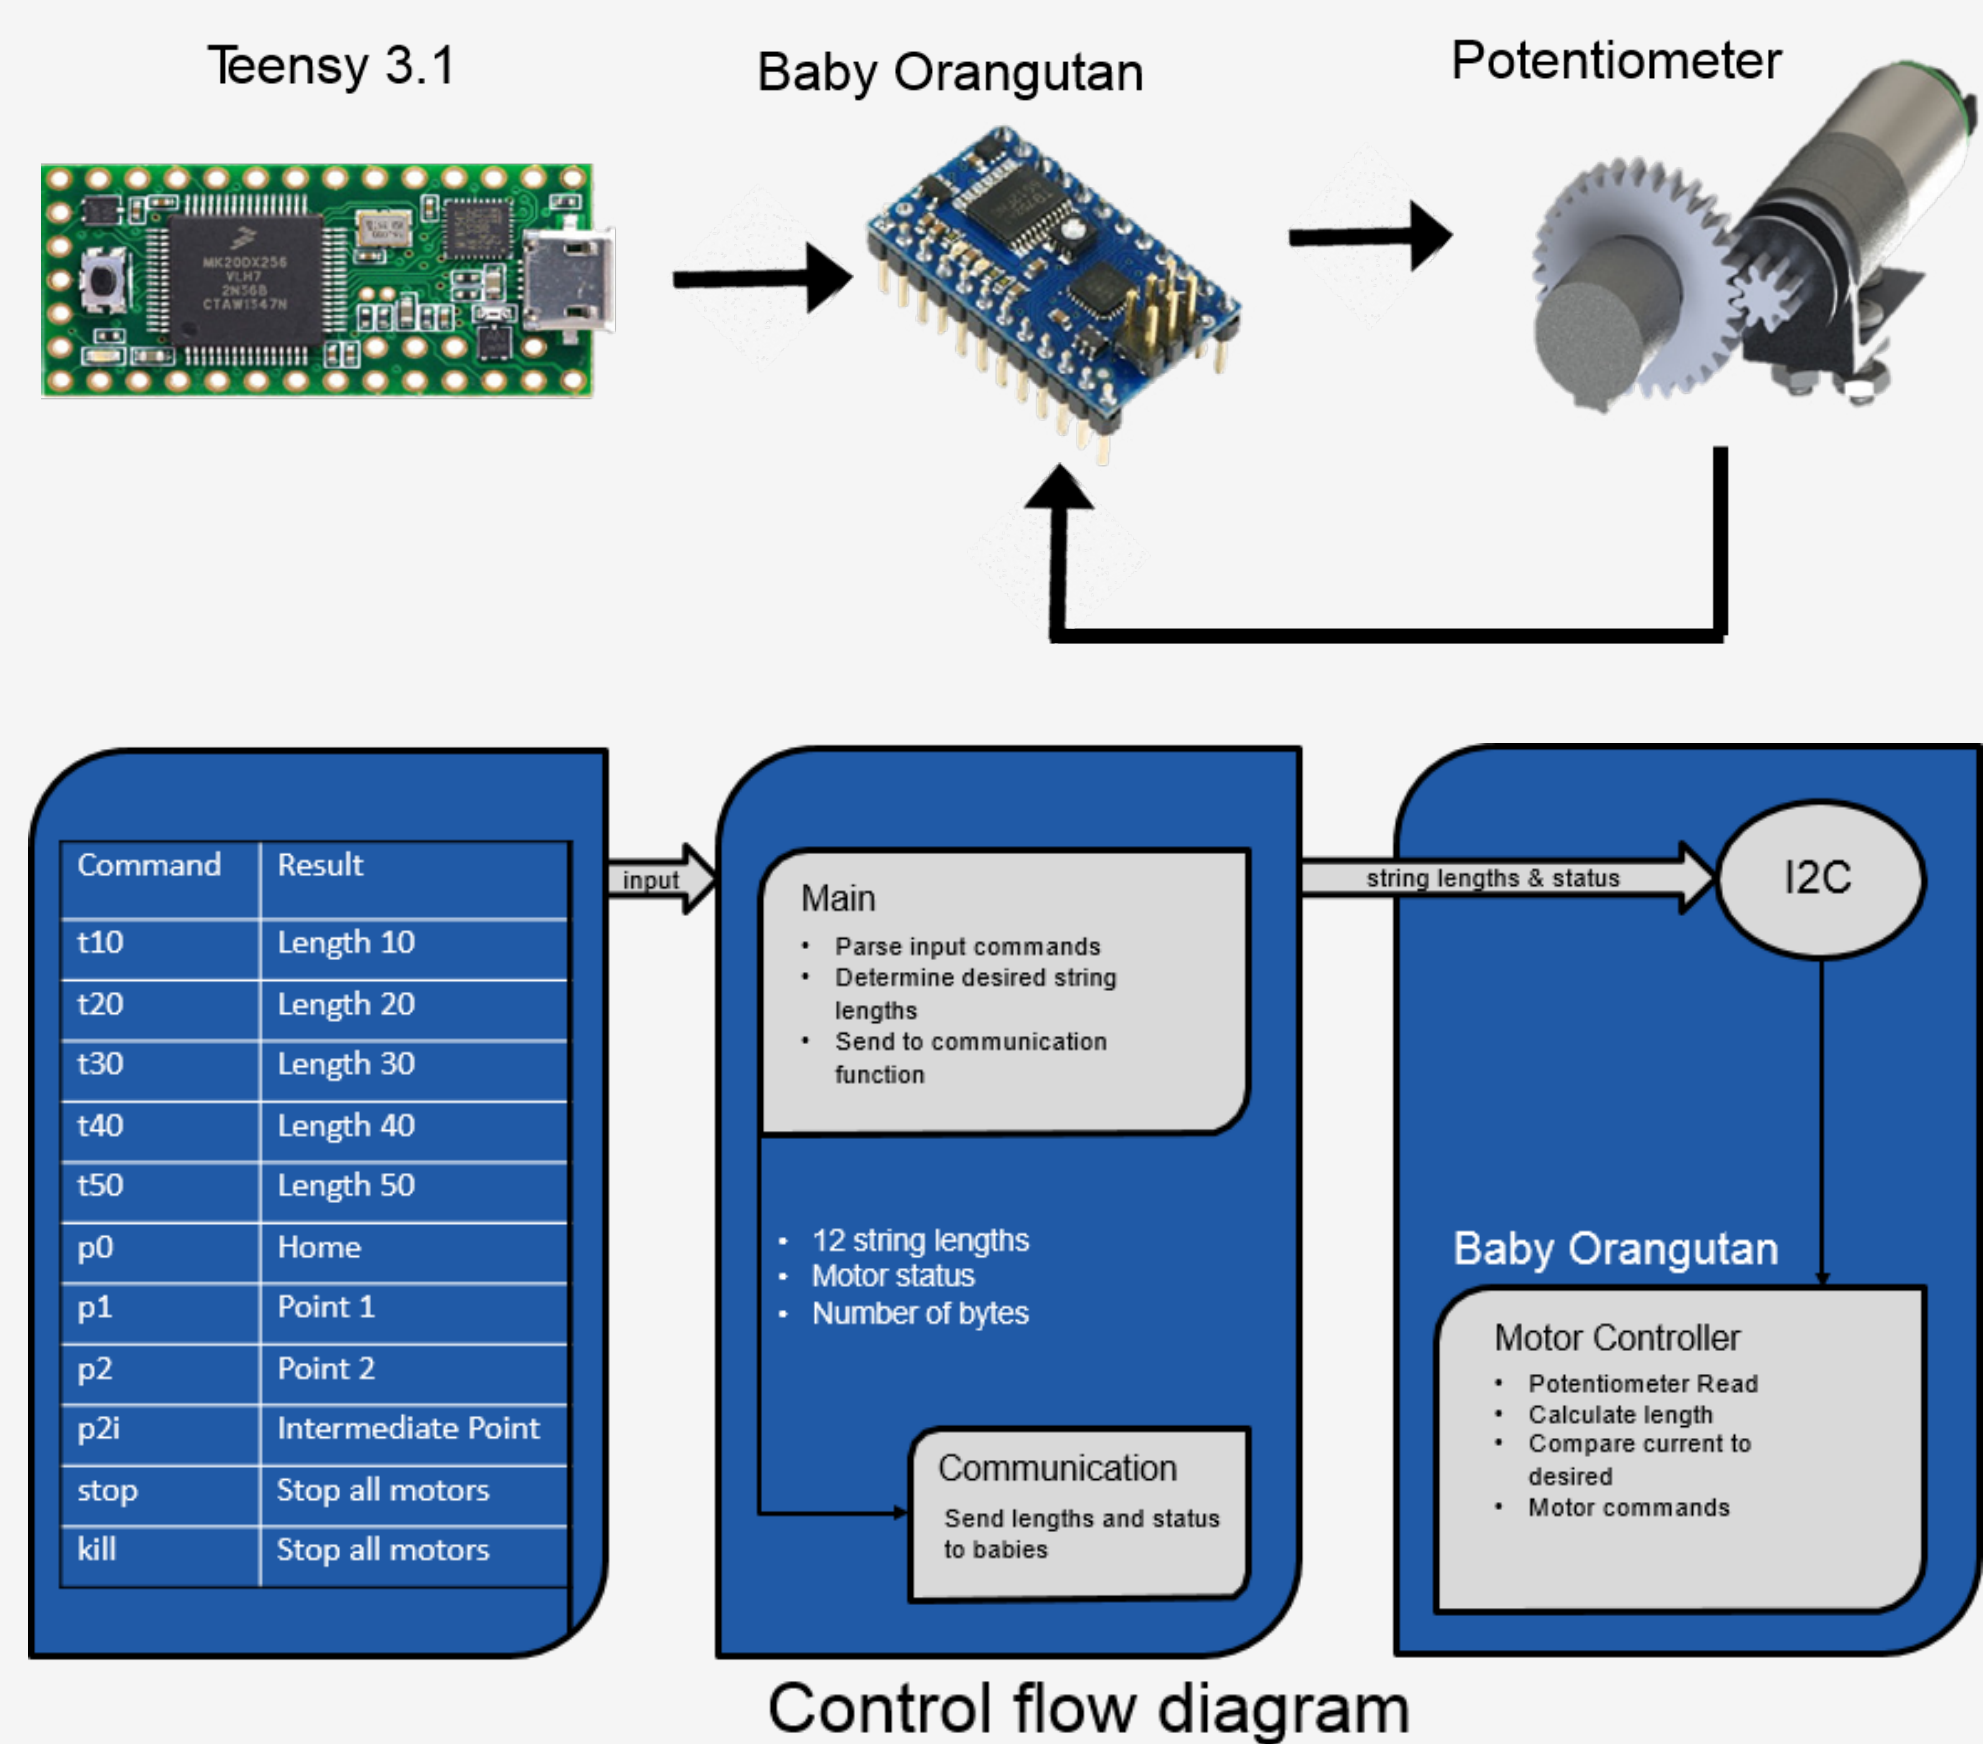 Teensy 3.1
Baby Orangutan
Potentiometer
MK20DX256
VLH7
2N36B
CTAW1347N
Command Result
t10 Length 10
t20 Length 20
t30 Length 30
t40 Length 40
t50 Length 50
p0 Home
p1 Point 1
p2 Point 2
p2i Intermediate Point
stop Stop all motors
kill Stop all motors
input
Main
• Parse input commands
• Determine desired string
lengths
• Send to communication
function
• 12 string lengths
• Motor status
• Number of bytes
Communication
Send lengths and status
to babies
string lengths & status
I2C
Baby Orangutan
Motor Controller
• Potentiometer Read
• Calculate length
• Compare current to
desired
• Motor commands
Control flow diagram